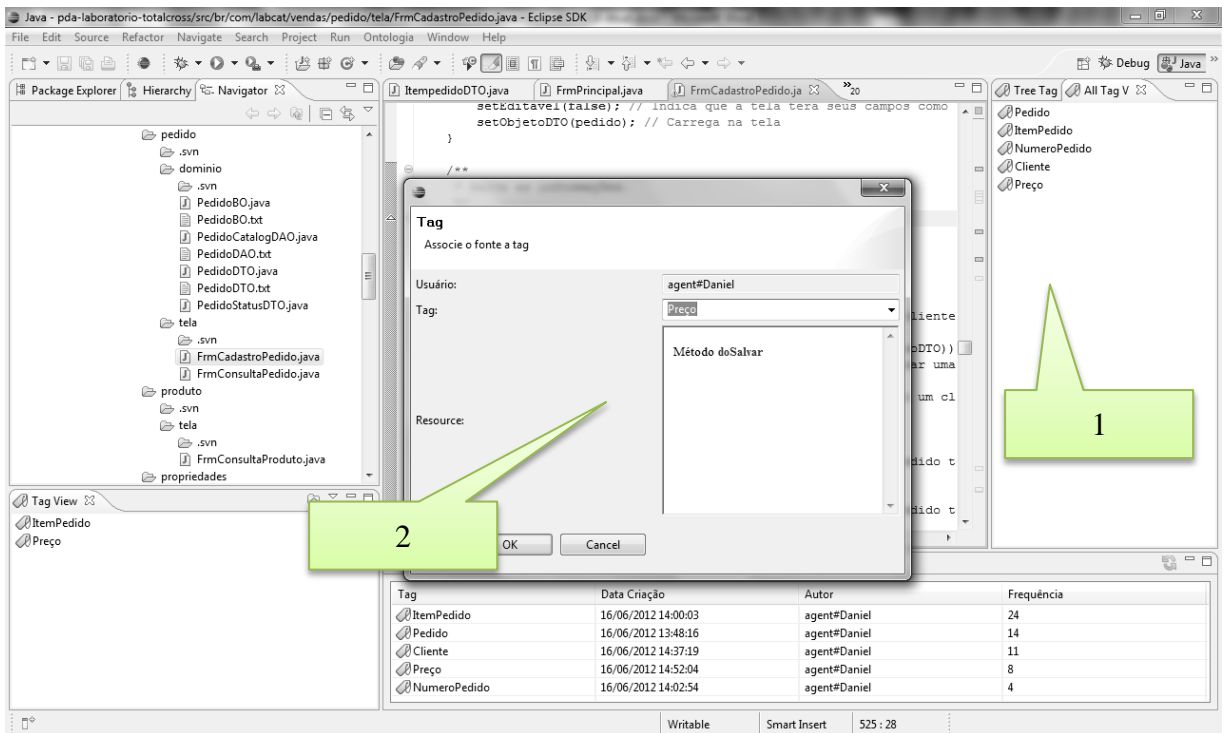 Java - pda-laboratorio-totalcross/src/br/com/labcat/vendas/pedido/tela/FrmCadastroPedido.java - Eclipse SDK
File Edit Source Refactor Navigate Search Project Run Ontologia Window Help
Debug Java »
Package Explorer Hierarchy Navigator
pedido
.svn
dominio
.svn
PedidoBO.java
PedidoBO.txt
PedidoCatalogDAO.java
PedidoDAO.txt
PedidoDTO.java
PedidoDTO.txt
PedidoStatusDTO.java
tela
.svn
FrmCadastroPedido.java
FrmConsultaPedido.java
produto
.svn
tela
.svn
FrmConsultaProduto.java
propriedades
Tag View
ItemPedido
Preço
ItempedidoDTO.java FrmPrincipal.java FrmCadastroPedido.ja »20
setEditavel(false); // Indica que a tela tera seus campos como
setObjetoDTO(pedido); // Carrega na tela
}
/**
liente
oDTO))
ar uma
um cl
dido t
dido t
Tag
Associe o fonte a tag
Usuário: agent#Daniel
Tag: Preço
Resource:
Método doSalvar
OK Cancel
Tree Tag All Tag V
Pedido
ItemPedido
NumeroPedido
Cliente
Preço
1
2
Tag Data Criação Autor Frequência
ItemPedido 16/06/2012 14:00:03 agent#Daniel 24
Pedido 16/06/2012 13:48:16 agent#Daniel 14
Cliente 16/06/2012 14:37:19 agent#Daniel 11
Preço 16/06/2012 14:52:04 agent#Daniel 8
NumeroPedido 16/06/2012 14:02:54 agent#Daniel 4
Writable Smart Insert 525 : 28